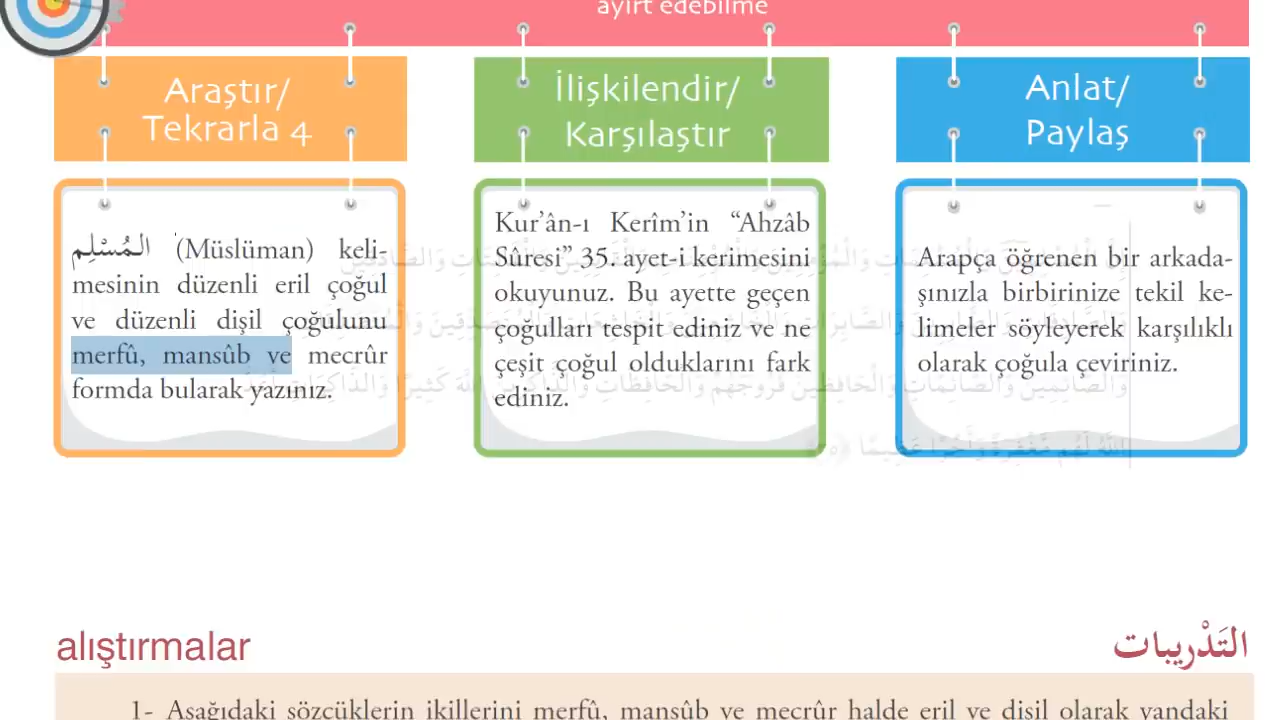 ayırt edebilme
Araştır/
Tekrarla 4
المُسْلِم (Müslüman) keli-
mesinin düzenli eril çoğul
ve düzenli dişil çoğulunu
merfû, mansûb ve mecrûr
formda bularak yazınız.
İlişkilendir/
Karşılaştır
Kur’ân-ı Kerîm’in “Ahzâb
Sûresi” 35. ayet-i kerimesini
okuyunuz. Bu ayette geçen
çoğulları tespit ediniz ve ne
çeşit çoğul olduklarını fark
ediniz.
Anlat/
Paylaş
Arapça öğrenen bir arkada-
şınızla birbirinize tekil ke-
limeler söyleyerek karşılıklı
olarak çoğula çeviriniz.
alıştırmalar
التَدْرِيبات
1- Aşağıdaki sözcüklerin ikillerini merfû, mansûb ve mecrûr halde eril ve dişil olarak yandaki